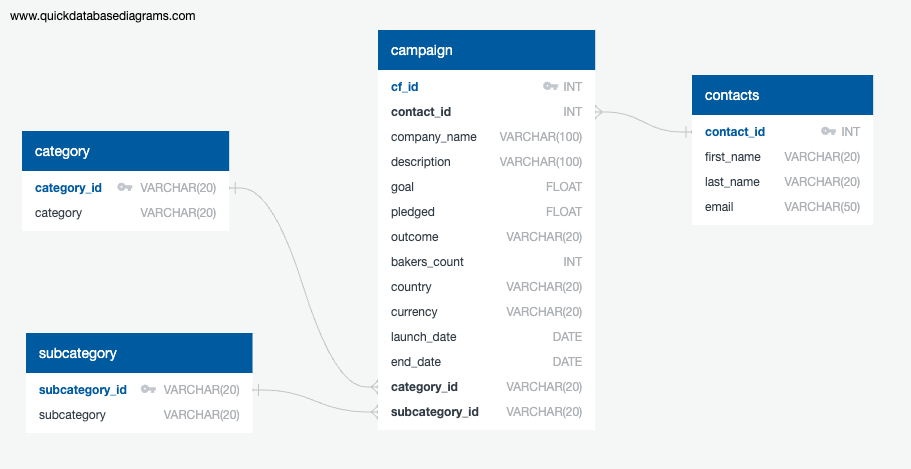 www.quickdatabasediagrams.com
campaign
cf_id INT
contact_id INT
company_name VARCHAR(100)
description VARCHAR(100)
goal FLOAT
pledged FLOAT
outcome VARCHAR(20)
bakers_count INT
country VARCHAR(20)
currency VARCHAR(20)
launch_date DATE
end_date DATE
category_id VARCHAR(20)
subcategory_id VARCHAR(20)
contacts
contact_id INT
first_name VARCHAR(20)
last_name VARCHAR(20)
email VARCHAR(50)
category
category_id VARCHAR(20)
category VARCHAR(20)
subcategory
subcategory_id VARCHAR(20)
subcategory VARCHAR(20)